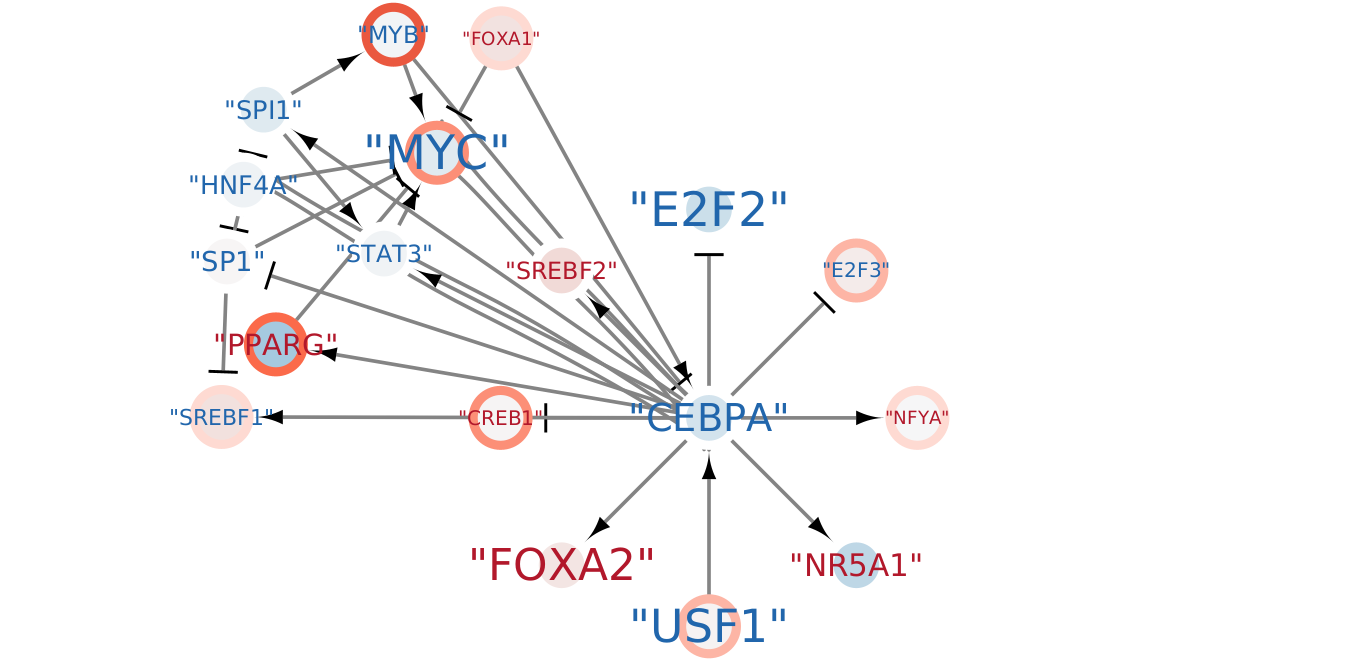 "MYB"
"FOXA1"
"SPI1"
"MYC"
"HNF4A"
"E2F2"
"STAT3"
"SP1"
"SREBF2"
"E2F3"
"PPARG"
"SREBF1"
"CREB1"
"CEBPA"
"NFYA"
"FOXA2"
"NR5A1"
"USF1"